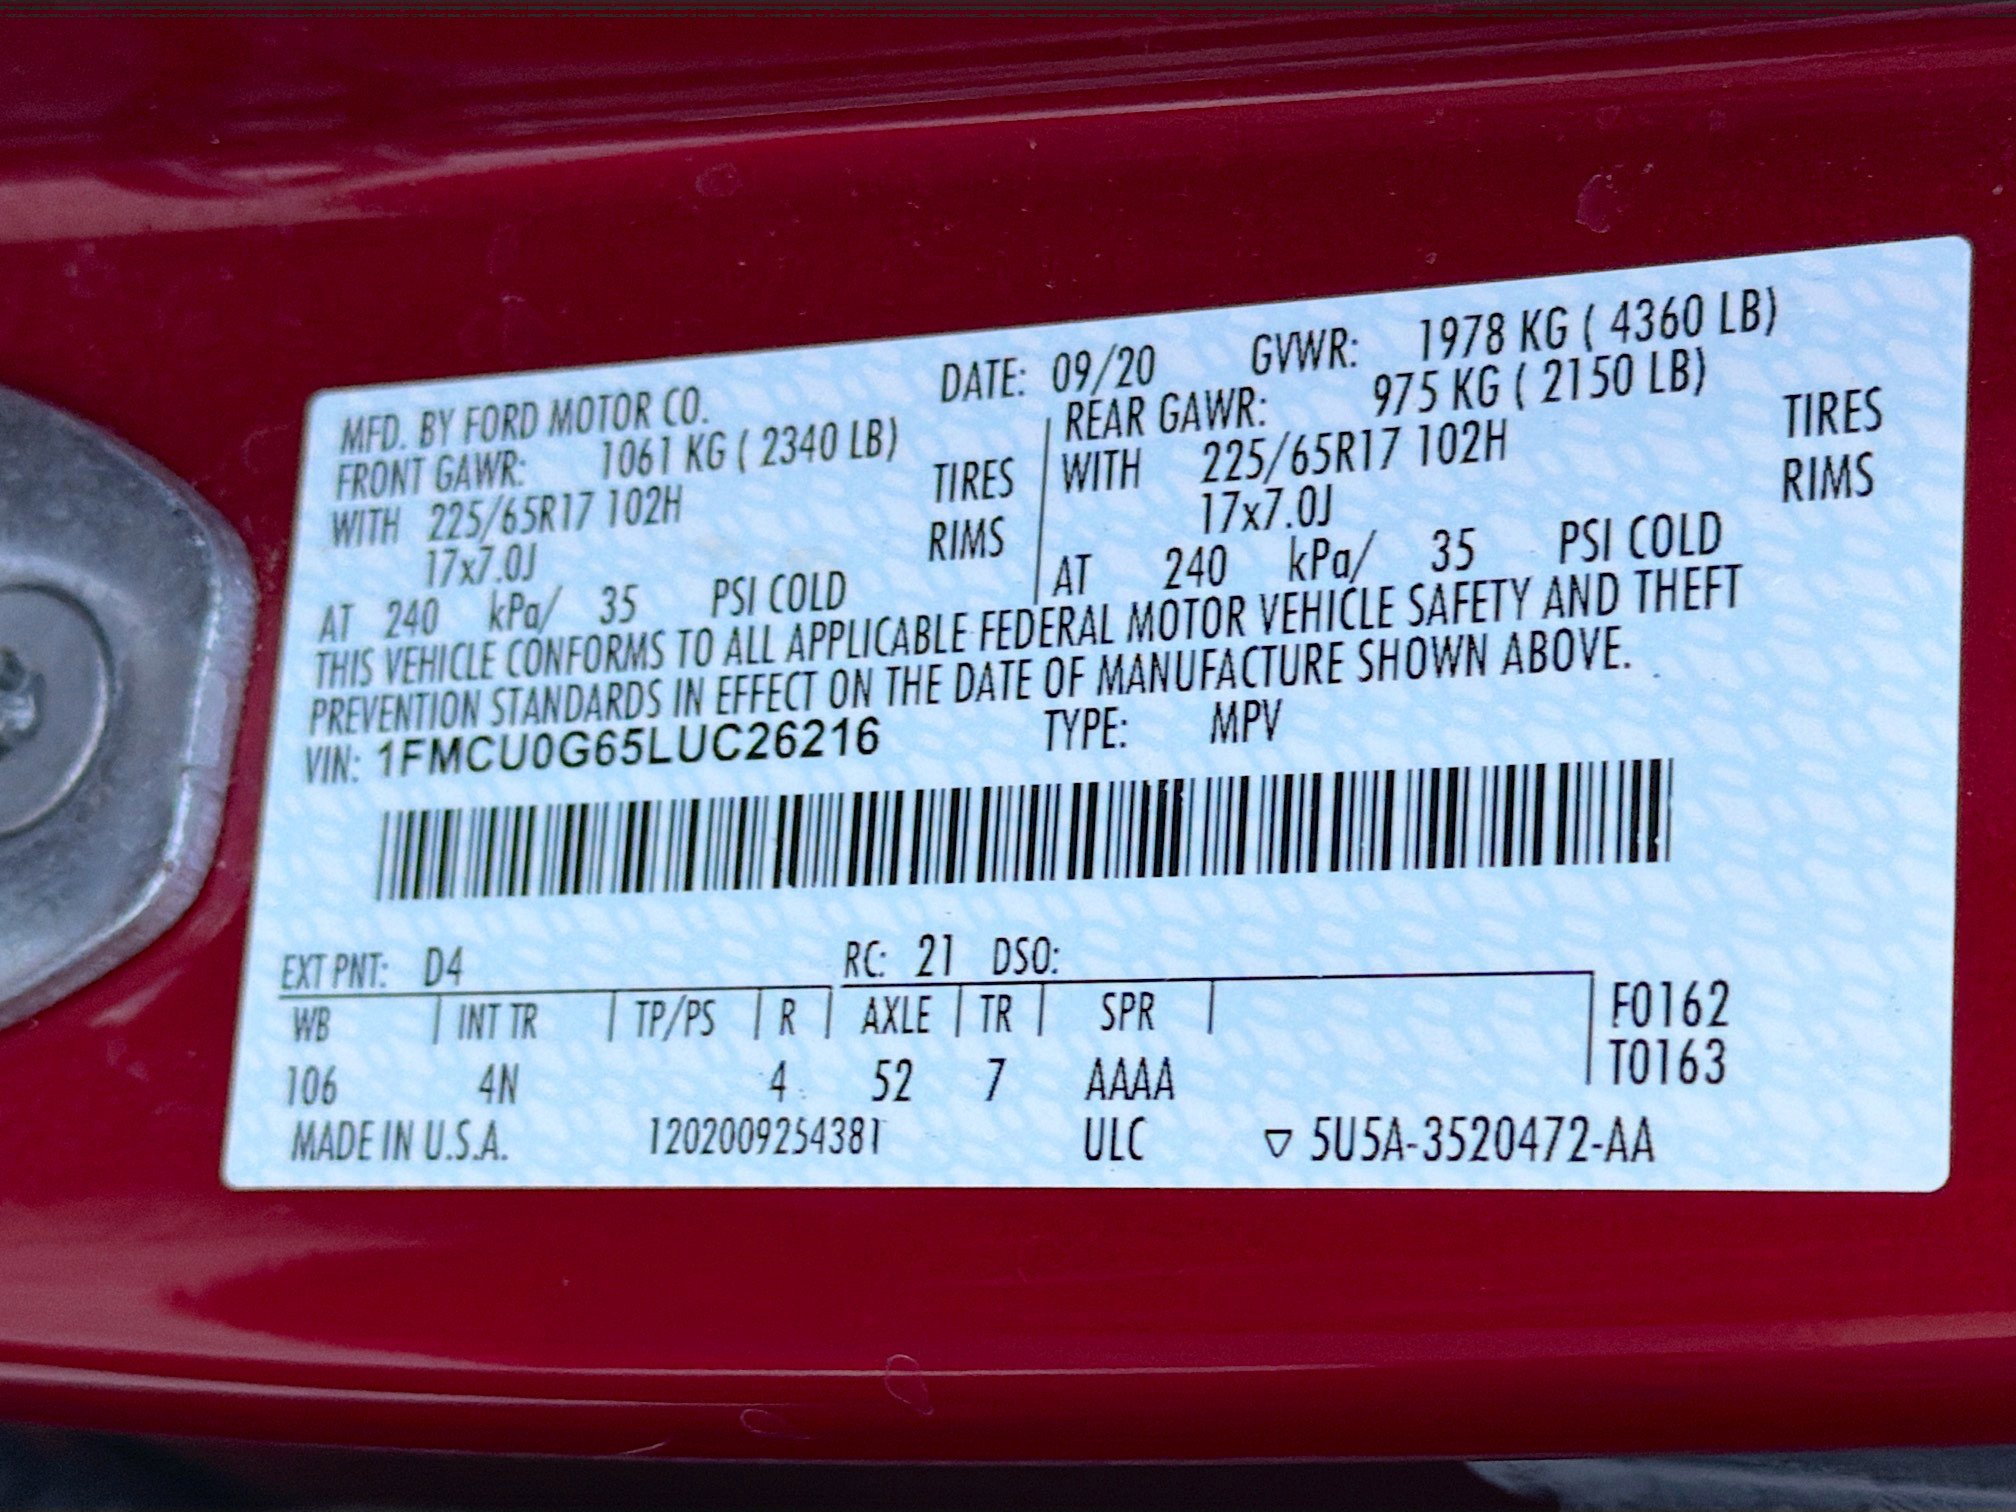 MFD. BY FORD MOTOR CO. DATE: 09/20 GVWR: 1978 KG ( 4360 LB)
FRONT GAWR: 1061 KG ( 2340 LB) REAR GAWR: 975 KG ( 2150 LB)
WITH 225/65R17 102H TIRES WITH 225/65R17 102H TIRES
17x7.0J RIMS 17x7.0J RIMS
AT 240 kPa/ 35 PSI COLD AT 240 kPa/ 35 PSI COLD
THIS VEHICLE CONFORMS TO ALL APPLICABLE FEDERAL MOTOR VEHICLE SAFETY AND THEFT
PREVENTION STANDARDS IN EFFECT ON THE DATE OF MANUFACTURE SHOWN ABOVE.
VIN: 1FMCU0G65LUC26216 TYPE: MPV
EXT PNT: D4 RC: 21 DSO:
WB | INT TR | TP/PS | R | AXLE | TR | SPR | F0162
106 4N 4 52 7 AAAA T0163
MADE IN U.S.A. 1202009254381 ULC ▽ 5U5A-3520472-AA